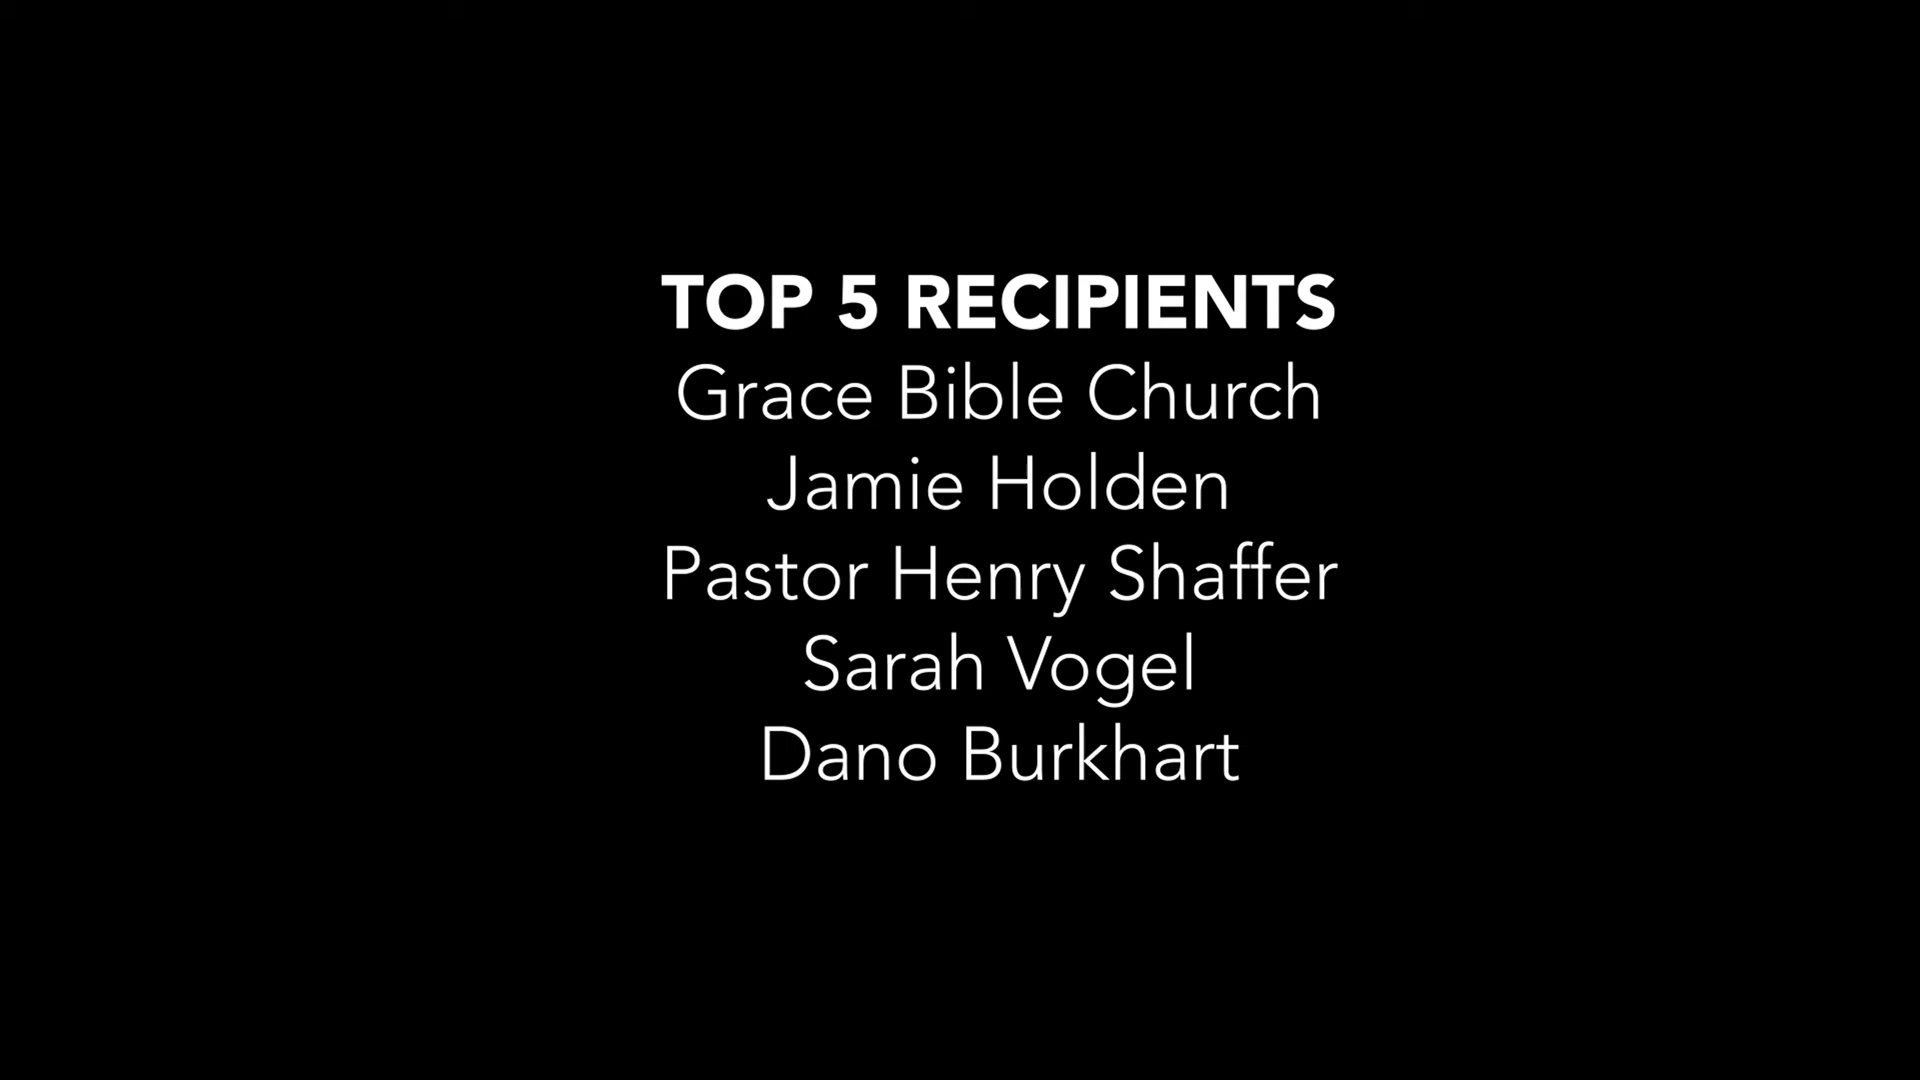 TOP 5 RECIPIENTS
Grace Bible Church
Jamie Holden
Pastor Henry Shaffer
Sarah Vogel
Dano Burkhart